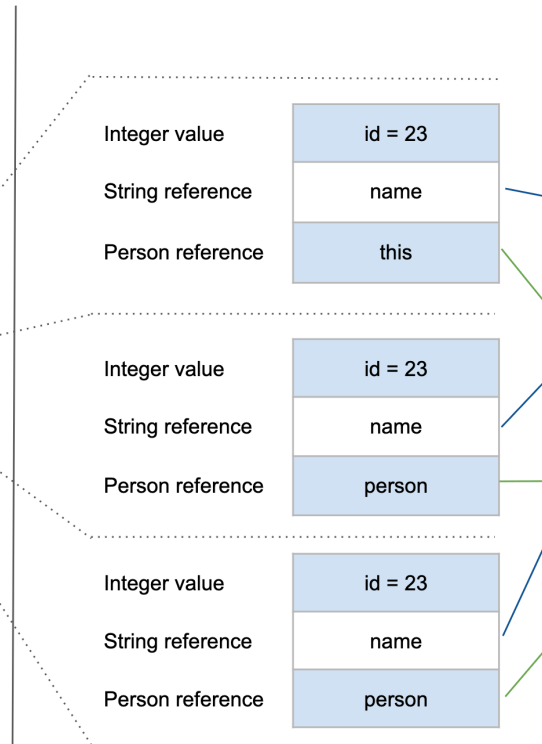 Integer value id = 23
String reference name
Person reference this
Integer value id = 23
String reference name
Person reference person
Integer value id = 23
String reference name
Person reference person